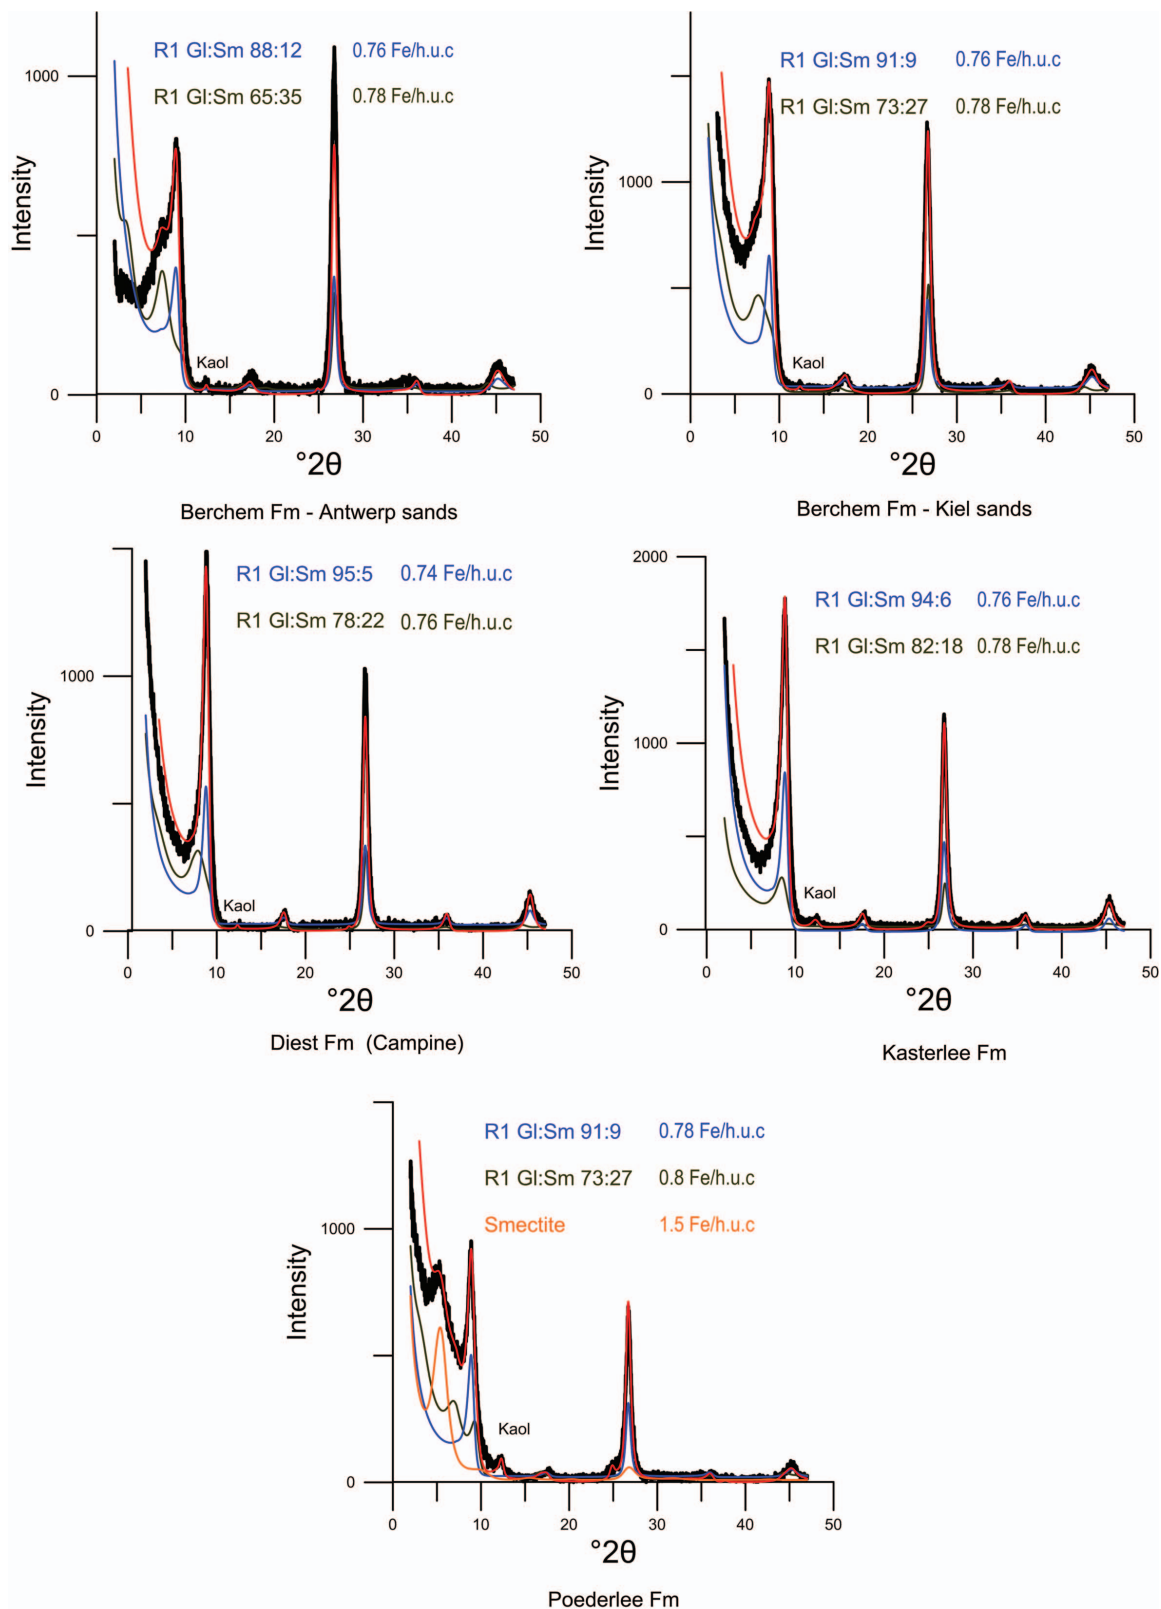 R1 Gl:Sm 88:12 0.76 Fe/h.u.c
R1 Gl:Sm 65:35 0.78 Fe/h.u.c
1000
Intensity
Kaol
0
0 10 20 30 40 50
°2θ
Berchem Fm - Antwerp sands
R1 Gl:Sm 91:9 0.76 Fe/h.u.c
R1 Gl:Sm 73:27 0.78 Fe/h.u.c
1000
Intensity
Kaol
0
0 10 20 30 40 50
°2θ
Berchem Fm - Kiel sands
R1 Gl:Sm 95:5 0.74 Fe/h.u.c
R1 Gl:Sm 78:22 0.76 Fe/h.u.c
1000
Intensity
Kaol
0
0 10 20 30 40 50
°2θ
Diest Fm (Campine)
2000
R1 Gl:Sm 94:6 0.76 Fe/h.u.c
R1 Gl:Sm 82:18 0.78 Fe/h.u.c
1000
Intensity
Kaol
0
0 10 20 30 40 50
°2θ
Kasterlee Fm
R1 Gl:Sm 91:9 0.78 Fe/h.u.c
R1 Gl:Sm 73:27 0.8 Fe/h.u.c
Smectite 1.5 Fe/h.u.c
1000
Intensity
Kaol
0
0 10 20 30 40 50
°2θ
Poederlee Fm